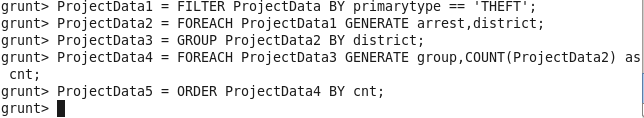 grunt> ProjectData1 = FILTER ProjectData BY primarytype == 'THEFT';
grunt> ProjectData2 = FOREACH ProjectData1 GENERATE arrest,district;
grunt> ProjectData3 = GROUP ProjectData2 BY district;
grunt> ProjectData4 = FOREACH ProjectData3 GENERATE group,COUNT(ProjectData2) as
 cnt;
grunt> ProjectData5 = ORDER ProjectData4 BY cnt;
grunt>